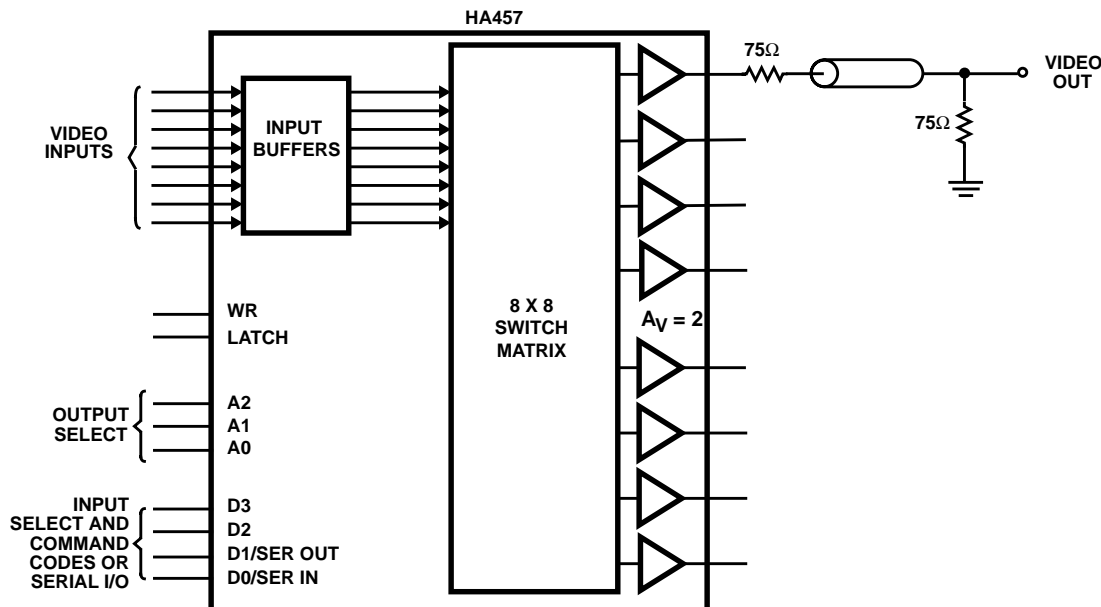 HA457
75Ω
VIDEO
OUT
75Ω
VIDEO
INPUTS
INPUT
BUFFERS
8 X 8
SWITCH
MATRIX
AV = 2
WR
LATCH
OUTPUT
SELECT
A2
A1
A0
INPUT
SELECT AND
COMMAND
CODES OR
SERIAL I/O
D3
D2
D1/SER OUT
D0/SER IN